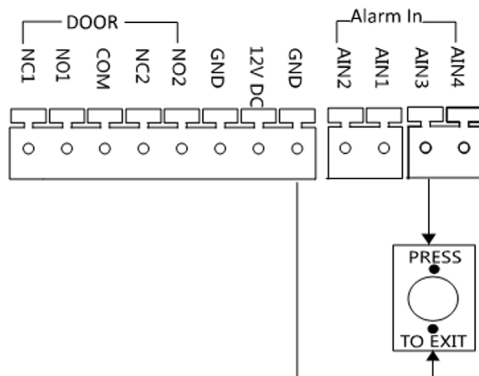 DOOR
Alarm In
NC1
NO1
COM
NC2
NO2
GND
12V DC
GND
AIN2
AIN1
AIN3
AIN4
PRESS
TO EXIT